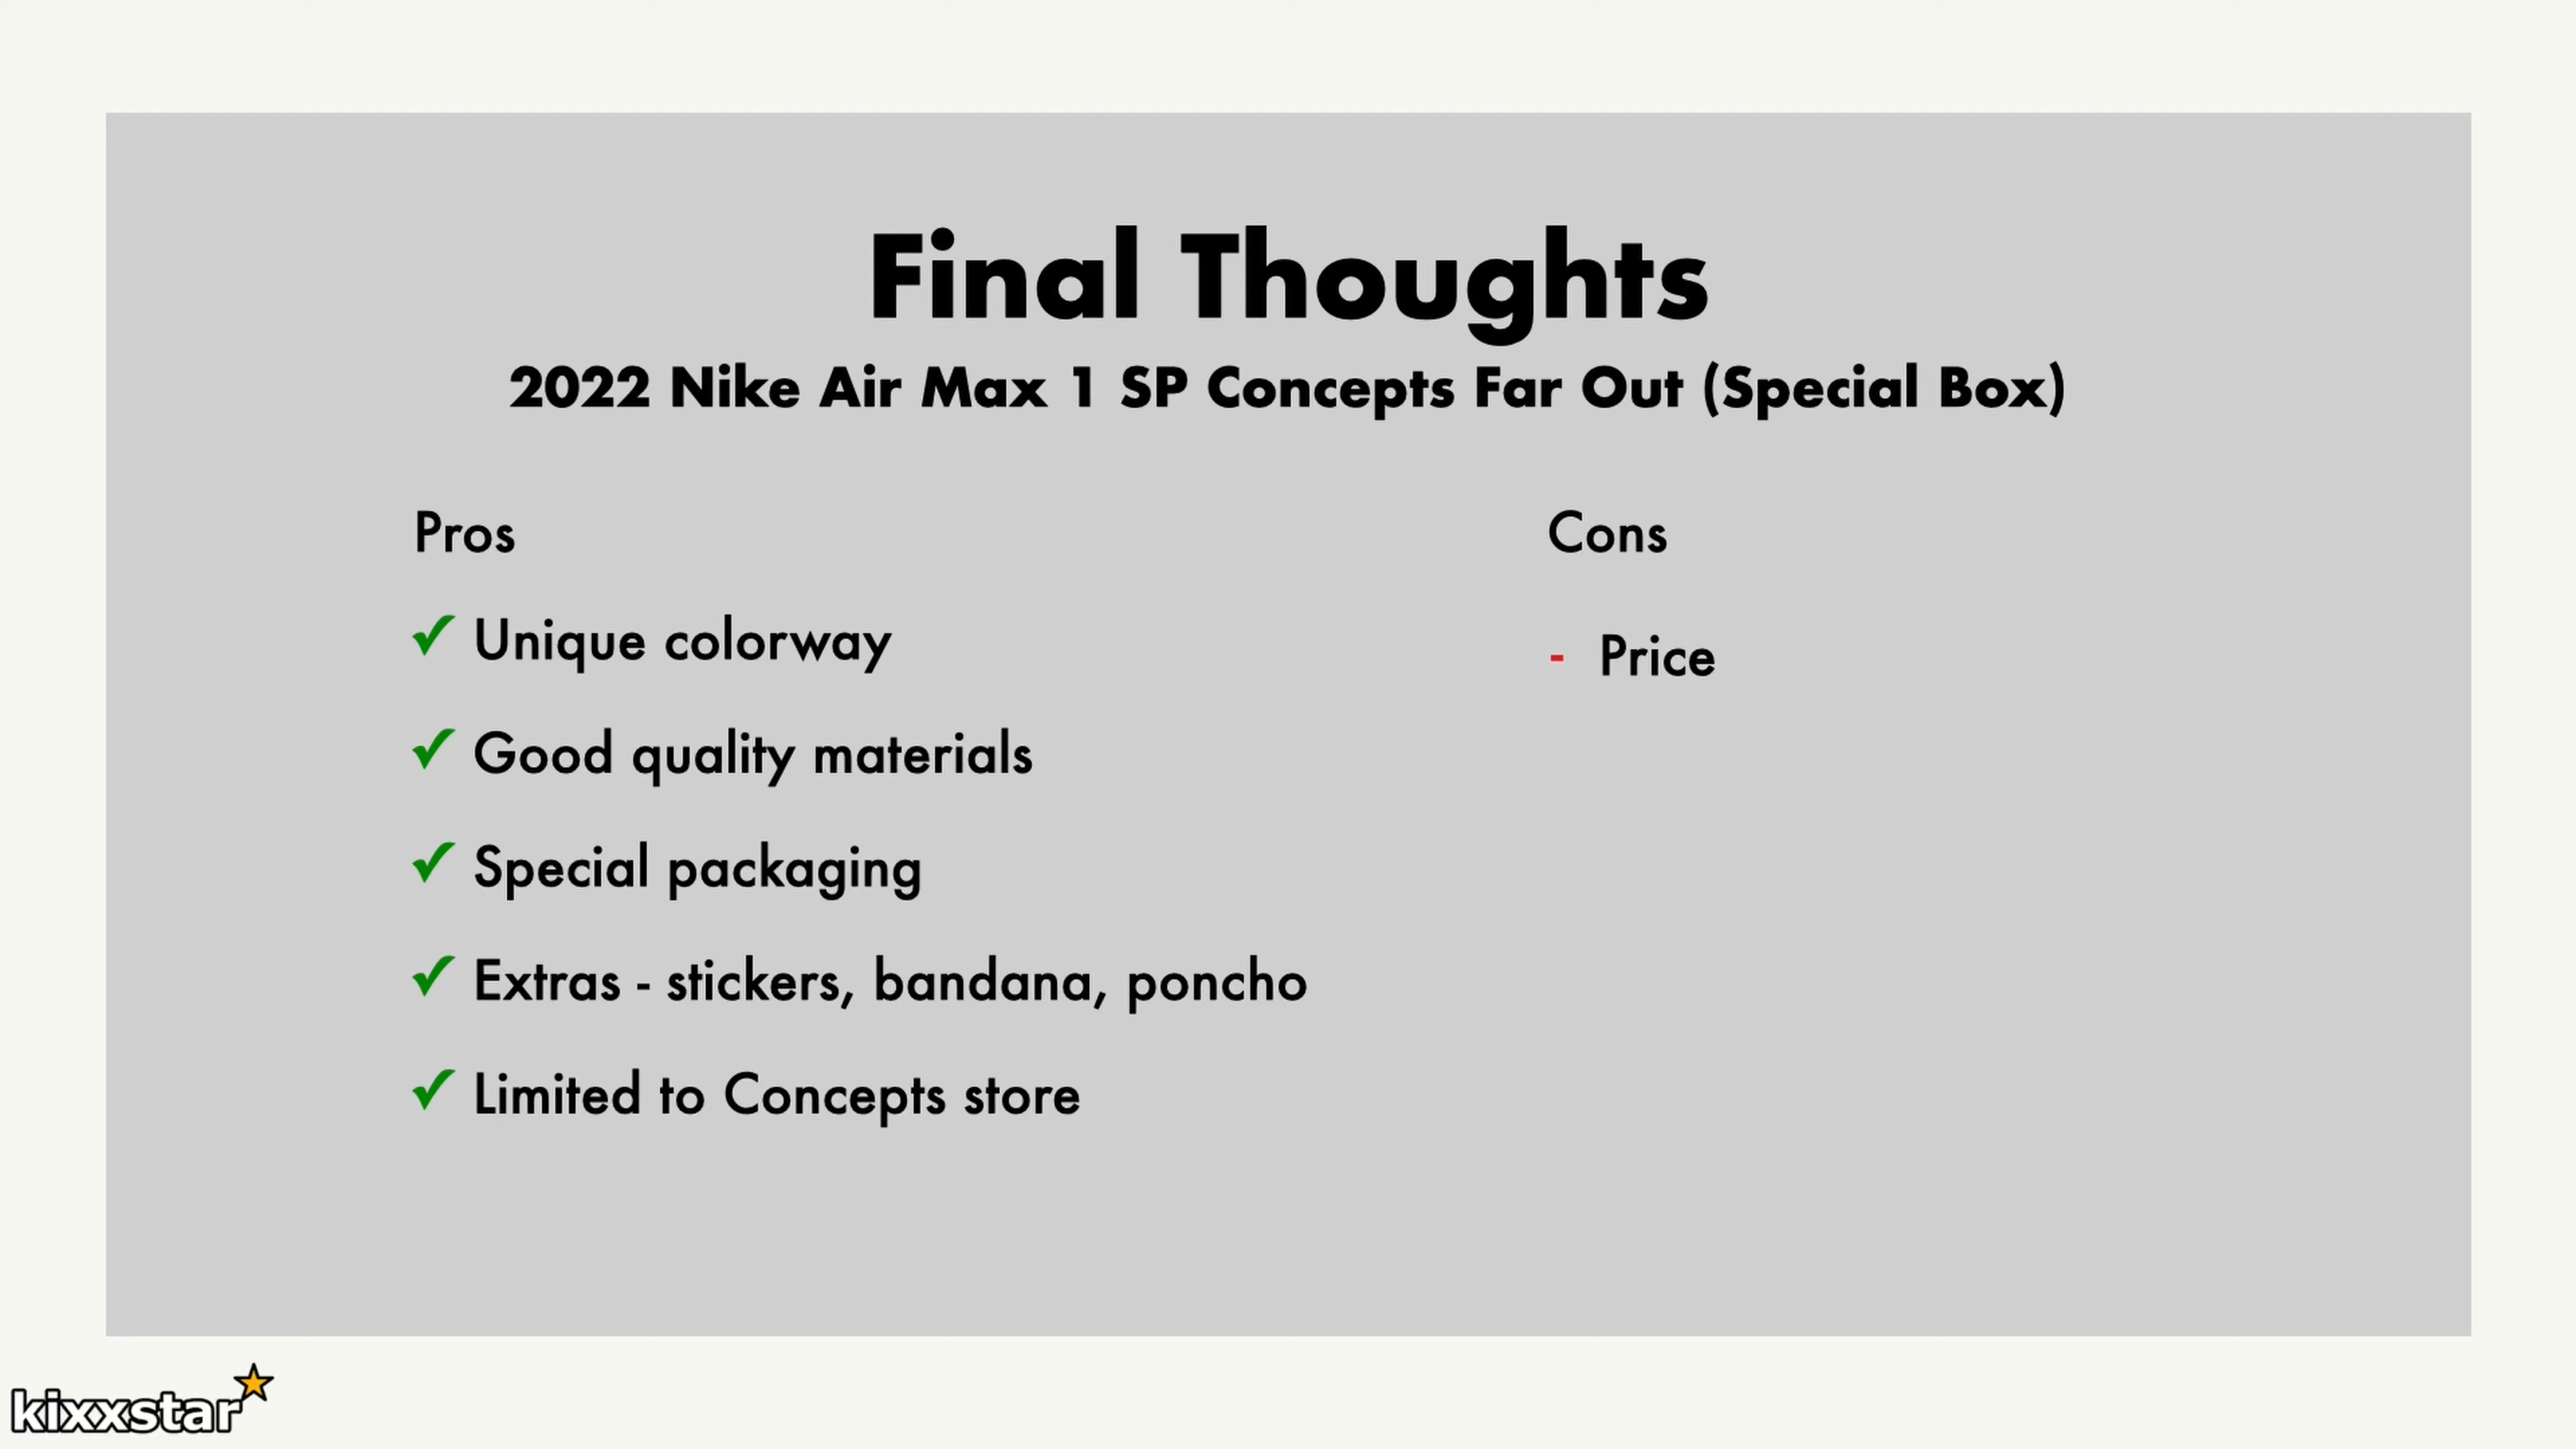 Final Thoughts
2022 Nike Air Max 1 SP Concepts Far Out (Special Box)
Pros
✓ Unique colorway
✓ Good quality materials
✓ Special packaging
✓ Extras - stickers, bandana, poncho
✓ Limited to Concepts store
Cons
- Price
kixxstar